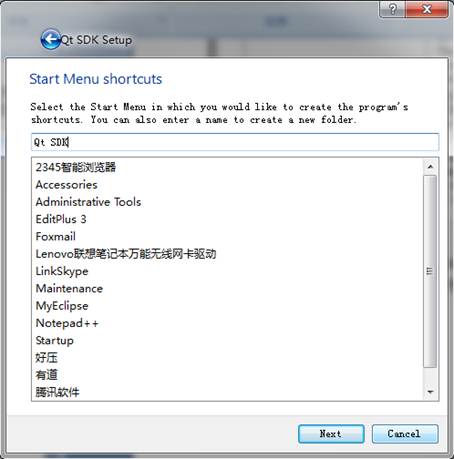 Qt SDK Setup
Start Menu shortcuts
Select the Start Menu in which you would like to create the program's
shortcuts. You can also enter a name to create a new folder.
Qt SDK
2345智能浏览器
Accessories
Administrative Tools
EditPlus 3
Foxmail
Lenovo联想笔记本万能无线网卡驱动
LinkSkype
Maintenance
MyEclipse
Notepad++
Startup
好压
有道
腾讯软件
Next
Cancel